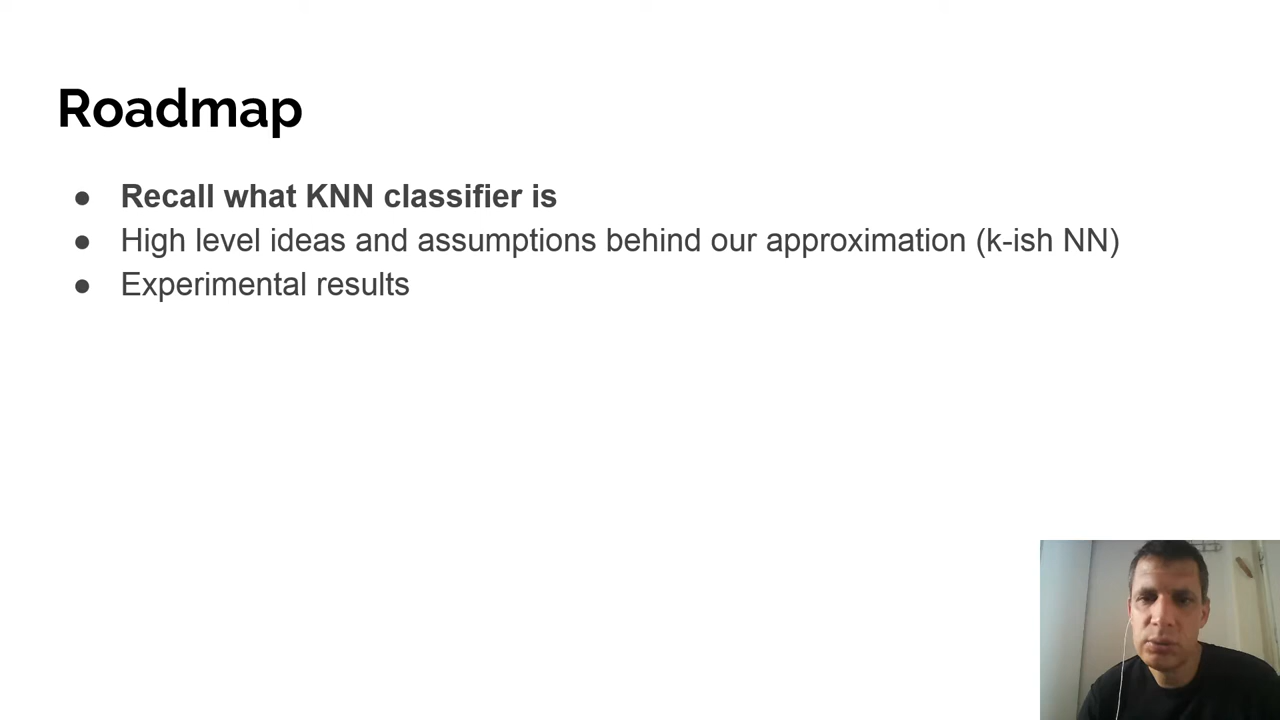 Roadmap
● Recall what KNN classifier is
● High level ideas and assumptions behind our approximation (k-ish NN)
● Experimental results